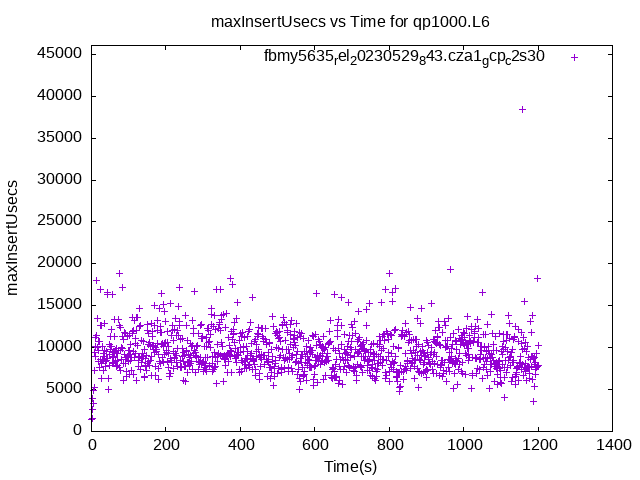 maxInsertUsecs vs Time for qp1000.L6
fbmy5635rel20230529843.cza1gcpc2s30
45000
40000
35000
30000
25000
20000
15000
10000
5000
0
maxInsertUsecs
0 200 400 600 800 1000 1200 1400
Time(s)